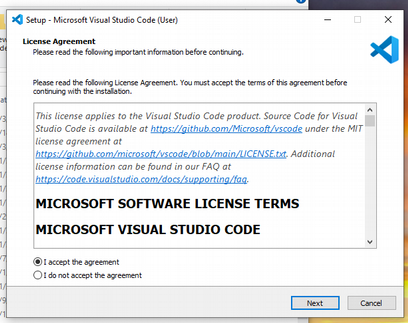 Setup - Microsoft Visual Studio Code (User)
License Agreement
Please read the following important information before continuing.
Please read the following License Agreement. You must accept the terms of this agreement before
continuing with the installation.
This license applies to the Visual Studio Code product. Source Code for Visual
Studio Code is available at https://github.com/Microsoft/vscode under the MIT
license agreement at
https://github.com/microsoft/vscode/blob/main/LICENSE.txt. Additional
license information can be found in our FAQ at
https://code.visualstudio.com/docs/supporting/faq.
MICROSOFT SOFTWARE LICENSE TERMS
MICROSOFT VISUAL STUDIO CODE
I accept the agreement
I do not accept the agreement
Next
Cancel